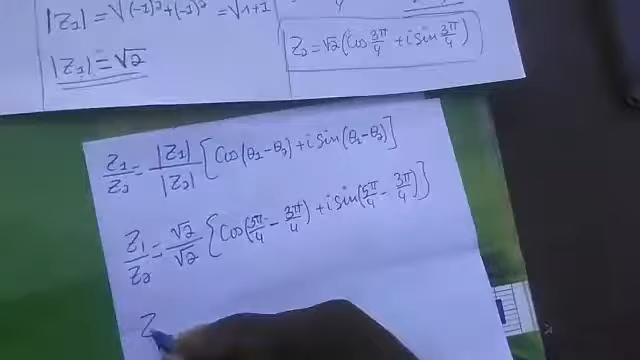 |Z₁| = √(-1)²+(-1)² = √1+1
|Z₁| = √2
4
Z₂ = √2(Cos 3π/4 + i sin 3π/4)
Z₁/Z₂ = |Z₁|/|Z₂| [Cos(θ₁-θ₂) + i sin(θ₁-θ₂)]
Z₁/Z₂ = √2/√2 {Cos(5π/4 - 3π/4) + i sin(5π/4 - 3π/4)}
Z